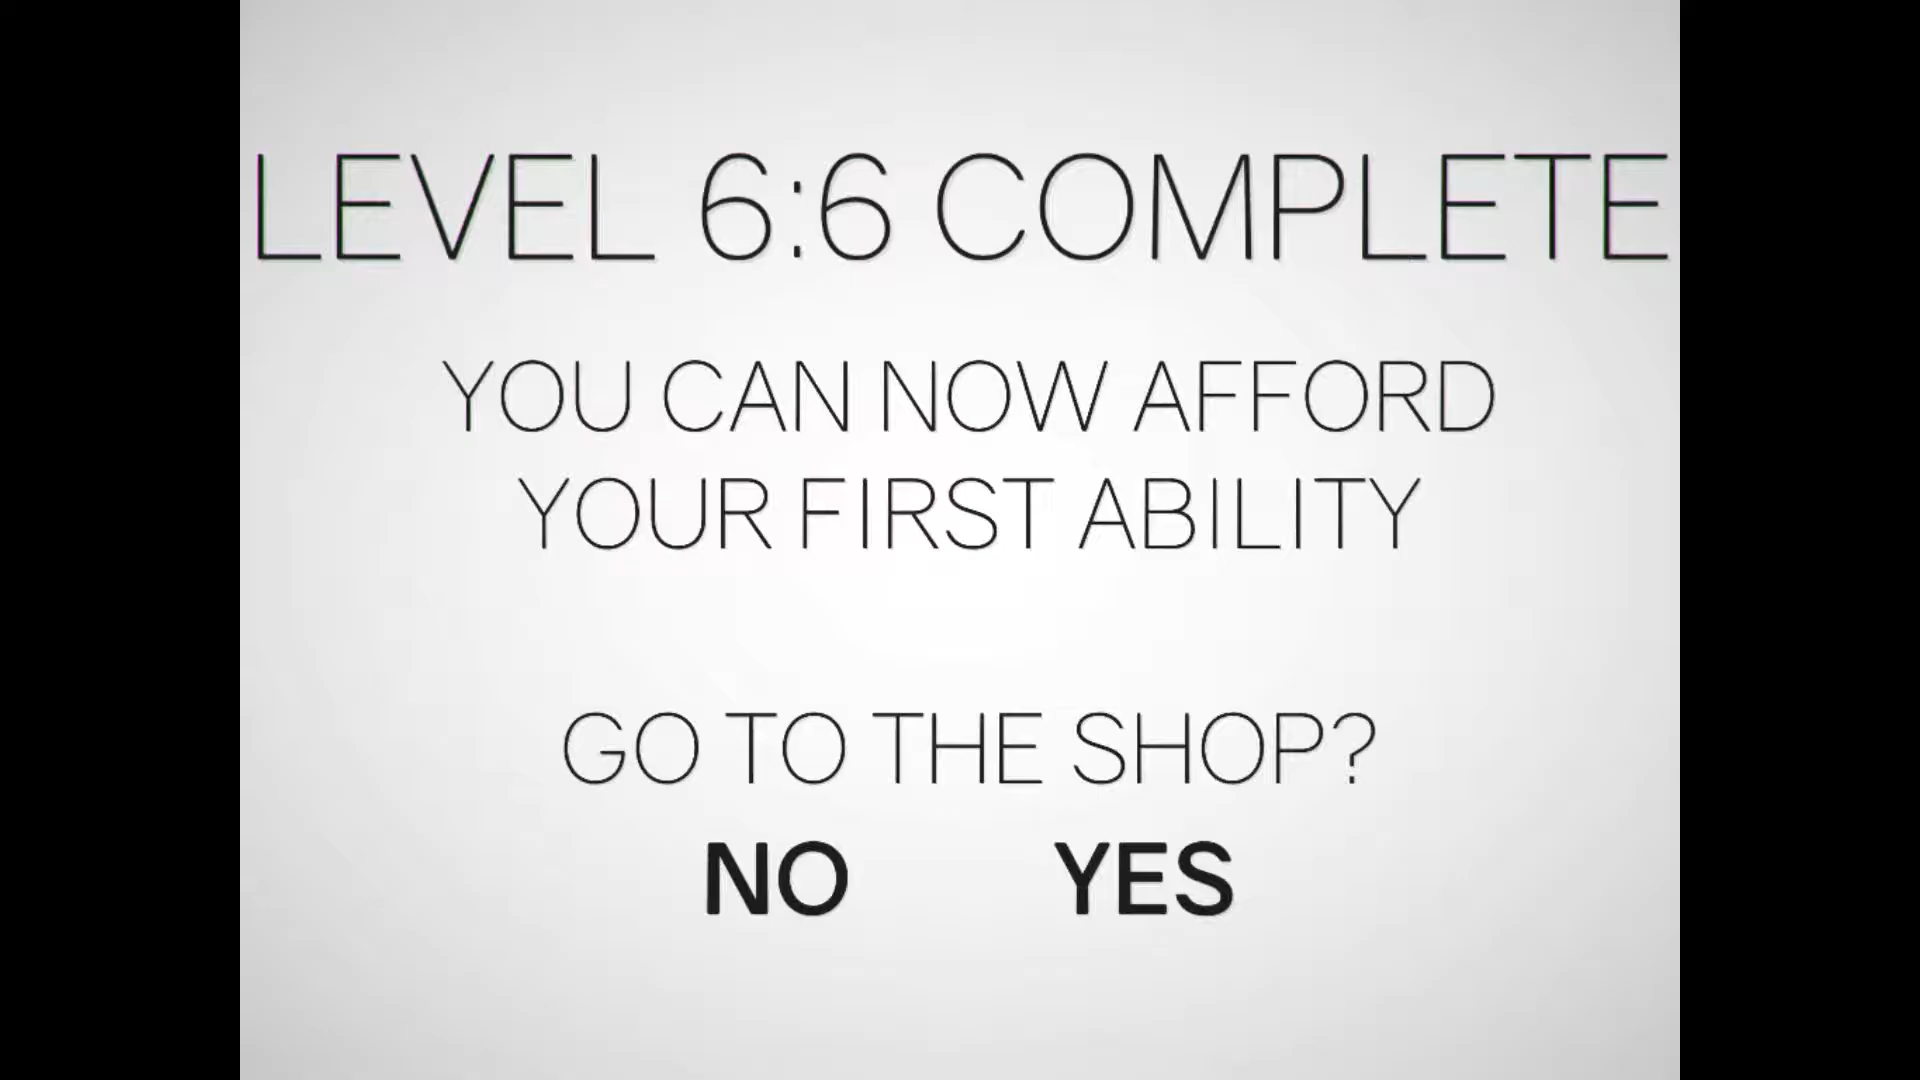 LEVEL 6:6 COMPLETE
YOU CAN NOW AFFORD
YOUR FIRST ABILITY
GO TO THE SHOP?
NO YES